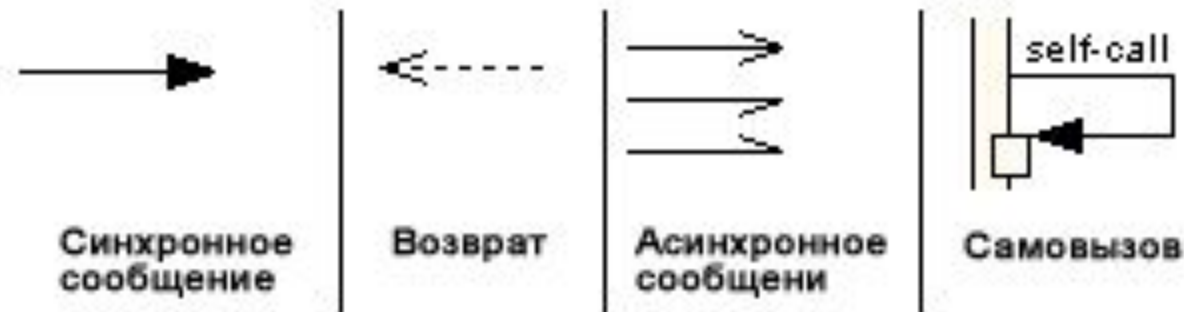 self-call
Синхронное
сообщение
Возврат
Асинхронное
сообщени
Самовызов